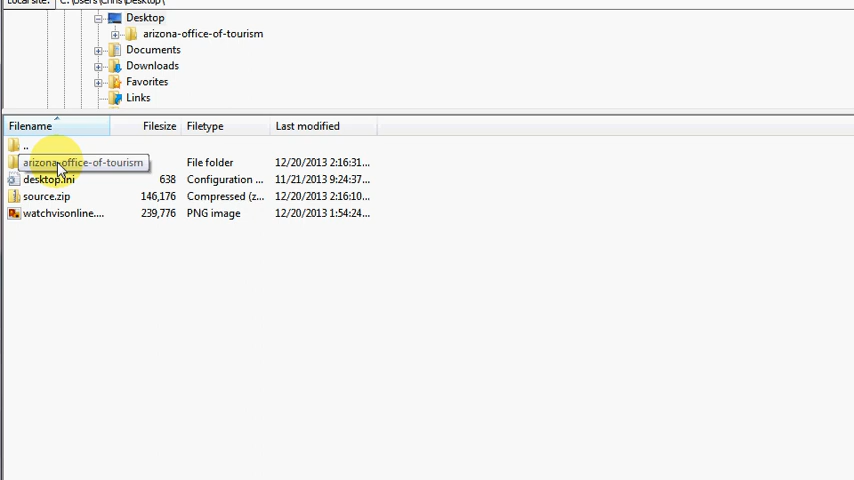 Local site: C:\Users\Chris\Desktop\
Desktop
arizona-office-of-tourism
Documents
Downloads
Favorites
Links
Filename Filesize Filetype Last modified
..
arizona-office-of-tourism File folder 12/20/2013 2:16:31...
desktop.ini 638 Configuration ... 11/21/2013 9:24:37...
source.zip 146,176 Compressed (z... 12/20/2013 2:16:10...
watchvisonline.... 239,776 PNG image 12/20/2013 1:54:24...